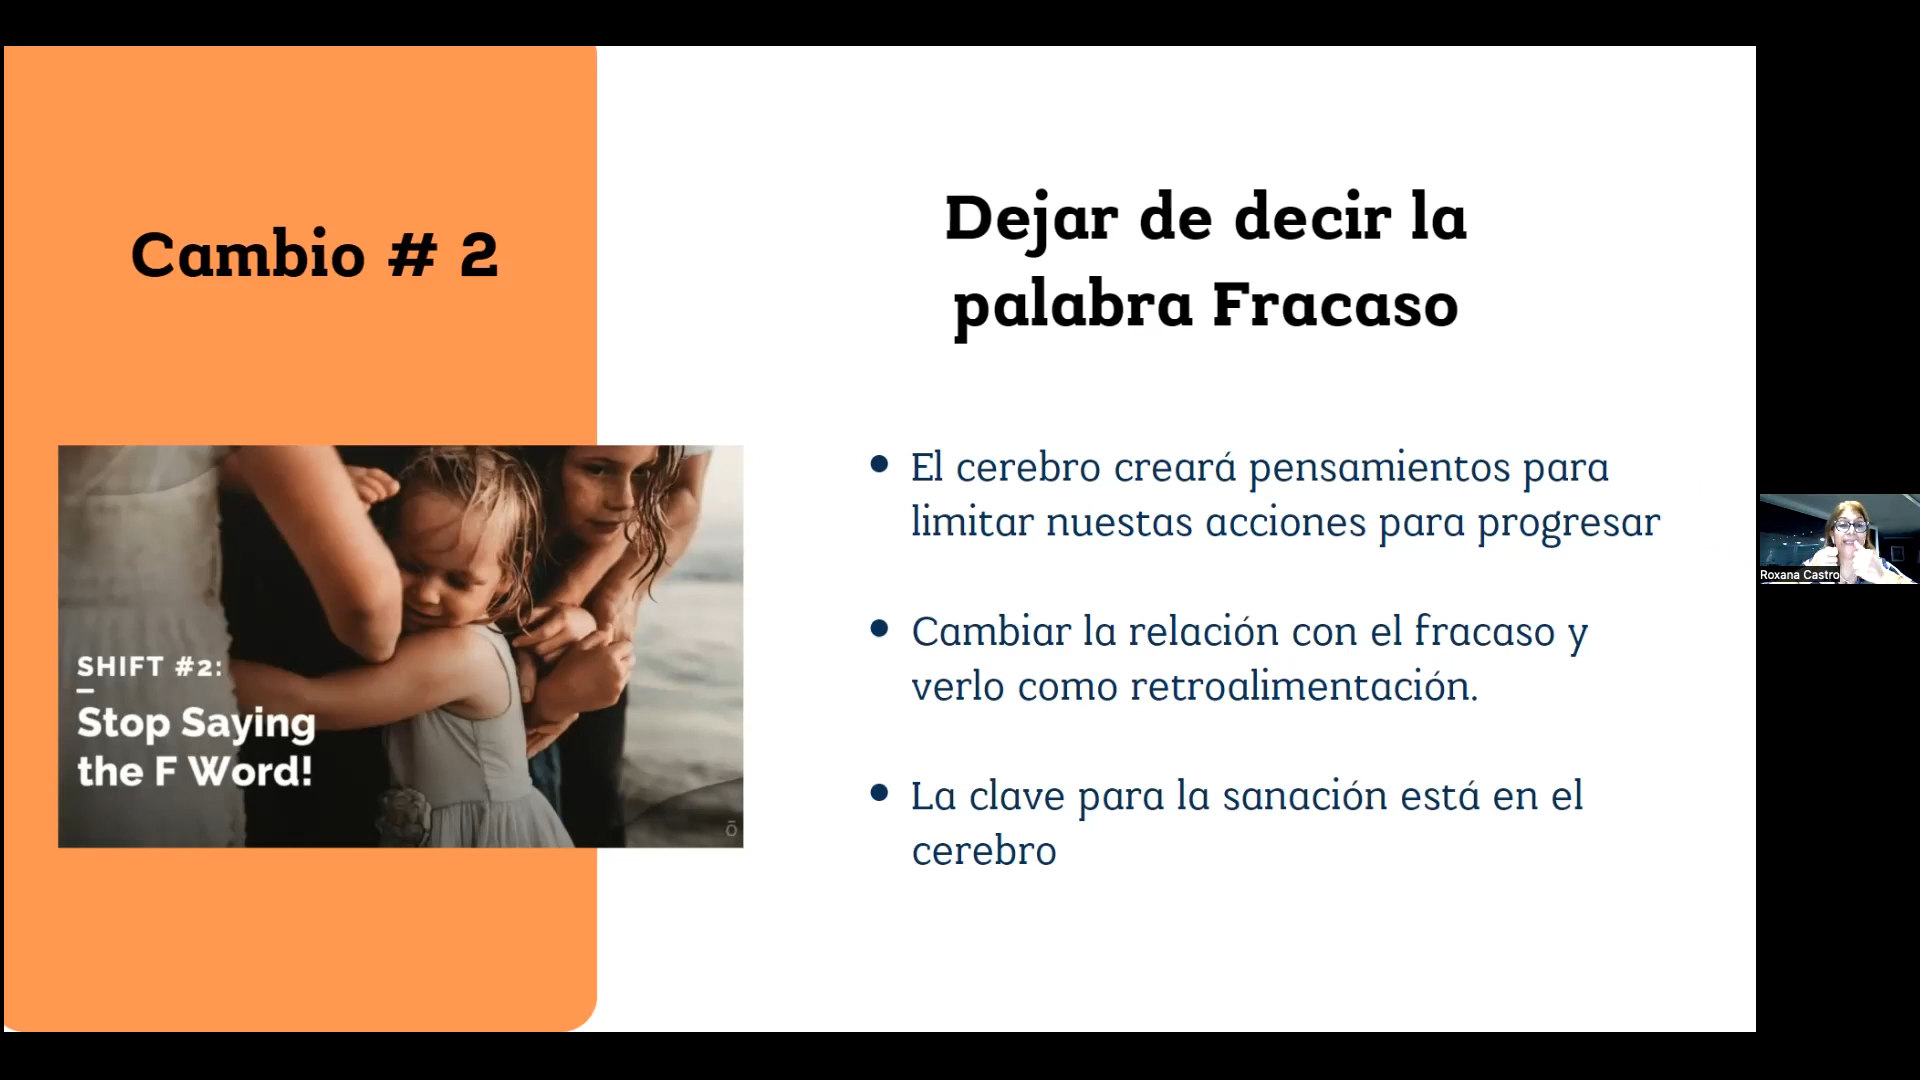 Cambio # 2
Dejar de decir la
palabra Fracaso
SHIFT #2:
Stop Saying
the F Word!
ō
• El cerebro creará pensamientos para
limitar nuestas acciones para progresar
• Cambiar la relación con el fracaso y
verlo como retroalimentación.
• La clave para la sanación está en el
cerebro
Roxana Castro